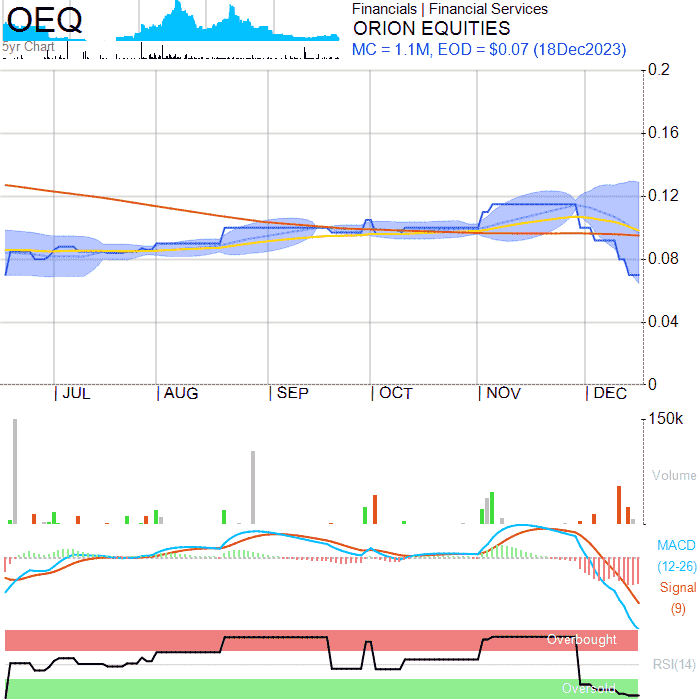 OEQ
5yr Chart
Financials | Financial Services
ORION EQUITIES
MC = 1.1M, EOD = $0.07 (18Dec2023)
0.2
0.16
0.12
0.08
0.04
0
JUL AUG SEP OCT NOV DEC
150k
Volume
MACD
(12-26)
Signal
(9)
Overbought
RSI(14)
Oversold